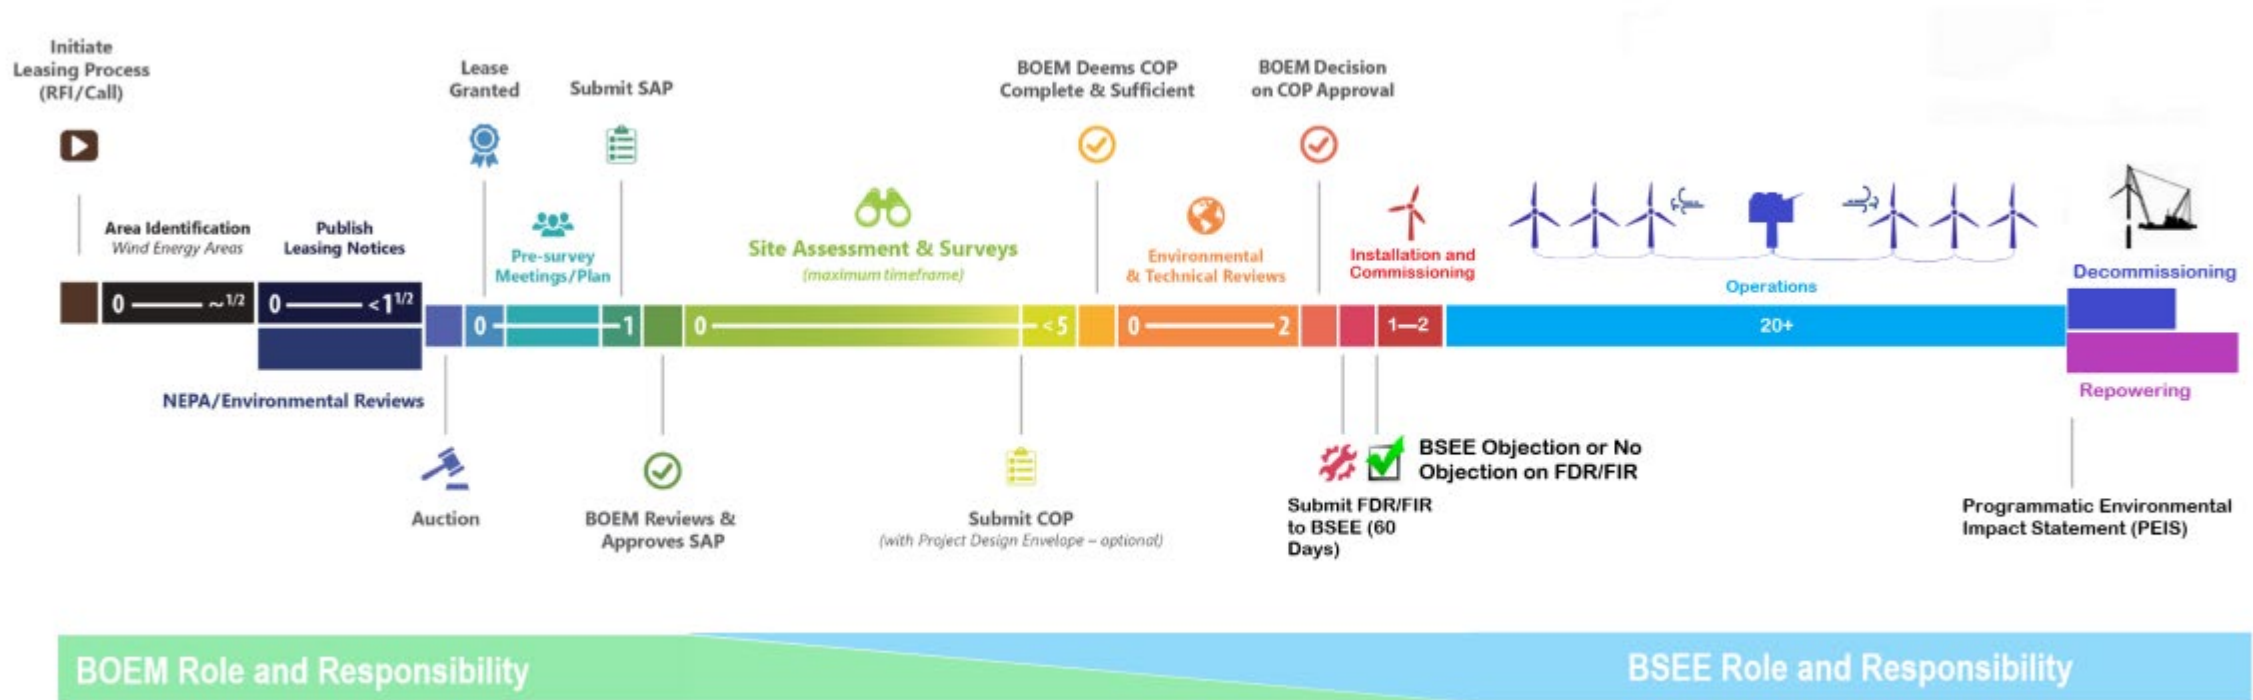 Initiate
Leasing Process
(RFI/Call)
Lease
Granted
Submit SAP
BOEM Deems COP
Complete & Sufficient
BOEM Decision
on COP Approval
Area Identification
Wind Energy Areas
Publish
Leasing Notices
Pre-survey
Meetings/Plan
Site Assessment & Surveys
(maximum timeframe)
Environmental
& Technical Reviews
Installation and
Commissioning
Operations
Decommissioning
0 ~1/2
0 <1 1/2
0 1
0 <5
0 2
1—2
20+
NEPA/Environmental Reviews
Repowering
Auction
BOEM Reviews &
Approves SAP
Submit COP
(with Project Design Envelope – optional)
BSEE Objection or No
Objection on FDR/FIR
Submit FDR/FIR
to BSEE (60
Days)
Programmatic Environmental
Impact Statement (PEIS)
BOEM Role and Responsibility
BSEE Role and Responsibility